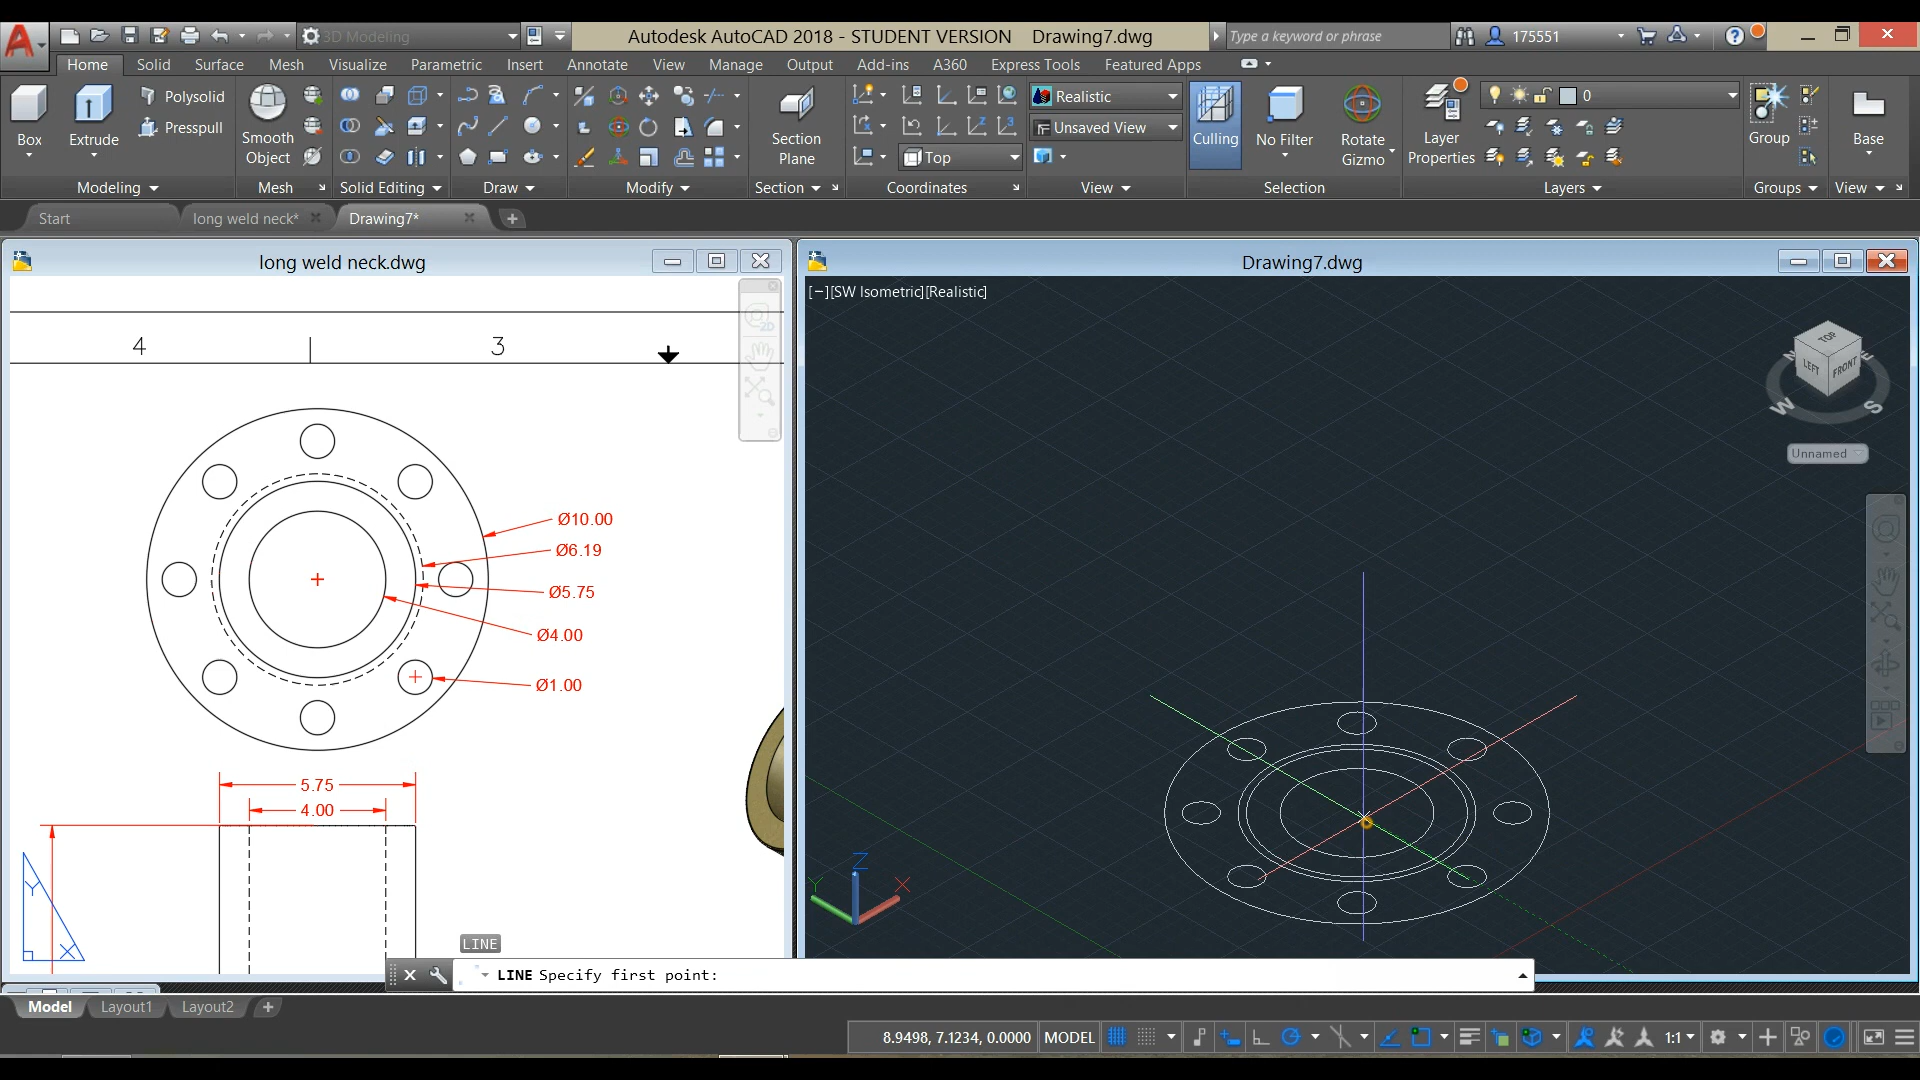 3D Modeling
Autodesk AutoCAD 2018 - STUDENT VERSION    Drawing7.dwg
Type a keyword or phrase
175551
Home Solid Surface Mesh Visualize Parametric Insert Annotate View Manage Output Add-ins A360 Express Tools Featured Apps
Box
Extrude
Polysolid
Presspull
Smooth Object
Section Plane
Top
Realistic
Unsaved View
Culling
No Filter
Rotate Gizmo
Layer Properties
0
Group
Base
Modeling Mesh Solid Editing Draw Modify Section Coordinates View Selection Layers Groups View
Start long weld neck* Drawing7*
long weld neck.dwg
Drawing7.dwg
[−][SW Isometric][Realistic]
2D
4 3
Ø10.00
Ø6.19
Ø5.75
Ø4.00
Ø1.00
5.75
4.00
Y
X
TOP
LEFT FRONT
N E
W S
Unnamed
Z
Y X
LINE
LINE Specify first point:
Model Layout1 Layout2
8.9498, 7.1234, 0.0000 MODEL 1:1